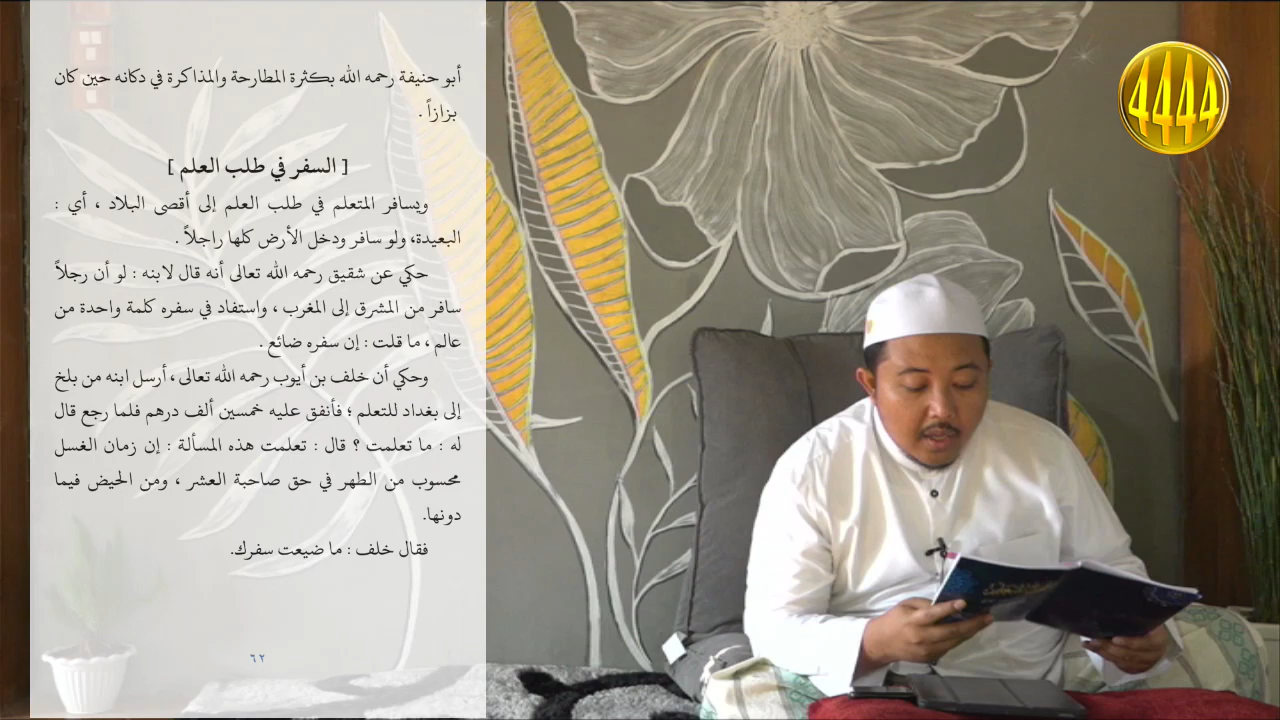 أبو حنيفة رحمه الله بكثرة المطارحة والمذاكرة في دكانه حين كان
بزازاً .
[ السفر في طلب العلم ]
ويسافر المتعلم في طلب العلم إلى أقصى البلاد ، أي :
البعيدة، ولو سافر ودخل الأرض كلها راجلاً .
حكي عن شقيق رحمه الله تعالى أنه قال لابنه : لو أن رجلاً
سافر من المشرق إلى المغرب ، واستفاد في سفره كلمة واحدة من
عالم ، ما قلت : إن سفره ضائع .
وحكي أن خلف بن أيوب رحمه الله تعالى ، أرسل ابنه من بلخ
إلى بغداد للتعلم ؛ فأنفق عليه خمسين ألف درهم فلما رجع قال
له : ما تعلمت ؟ قال : تعلمت هذه المسألة : إن زمان الغسل
محسوب من الطهر في حق صاحبة العشر ، ومن الحيض فيما
دونها.
فقال خلف : ما ضيعت سفرك.
٦٢
4444